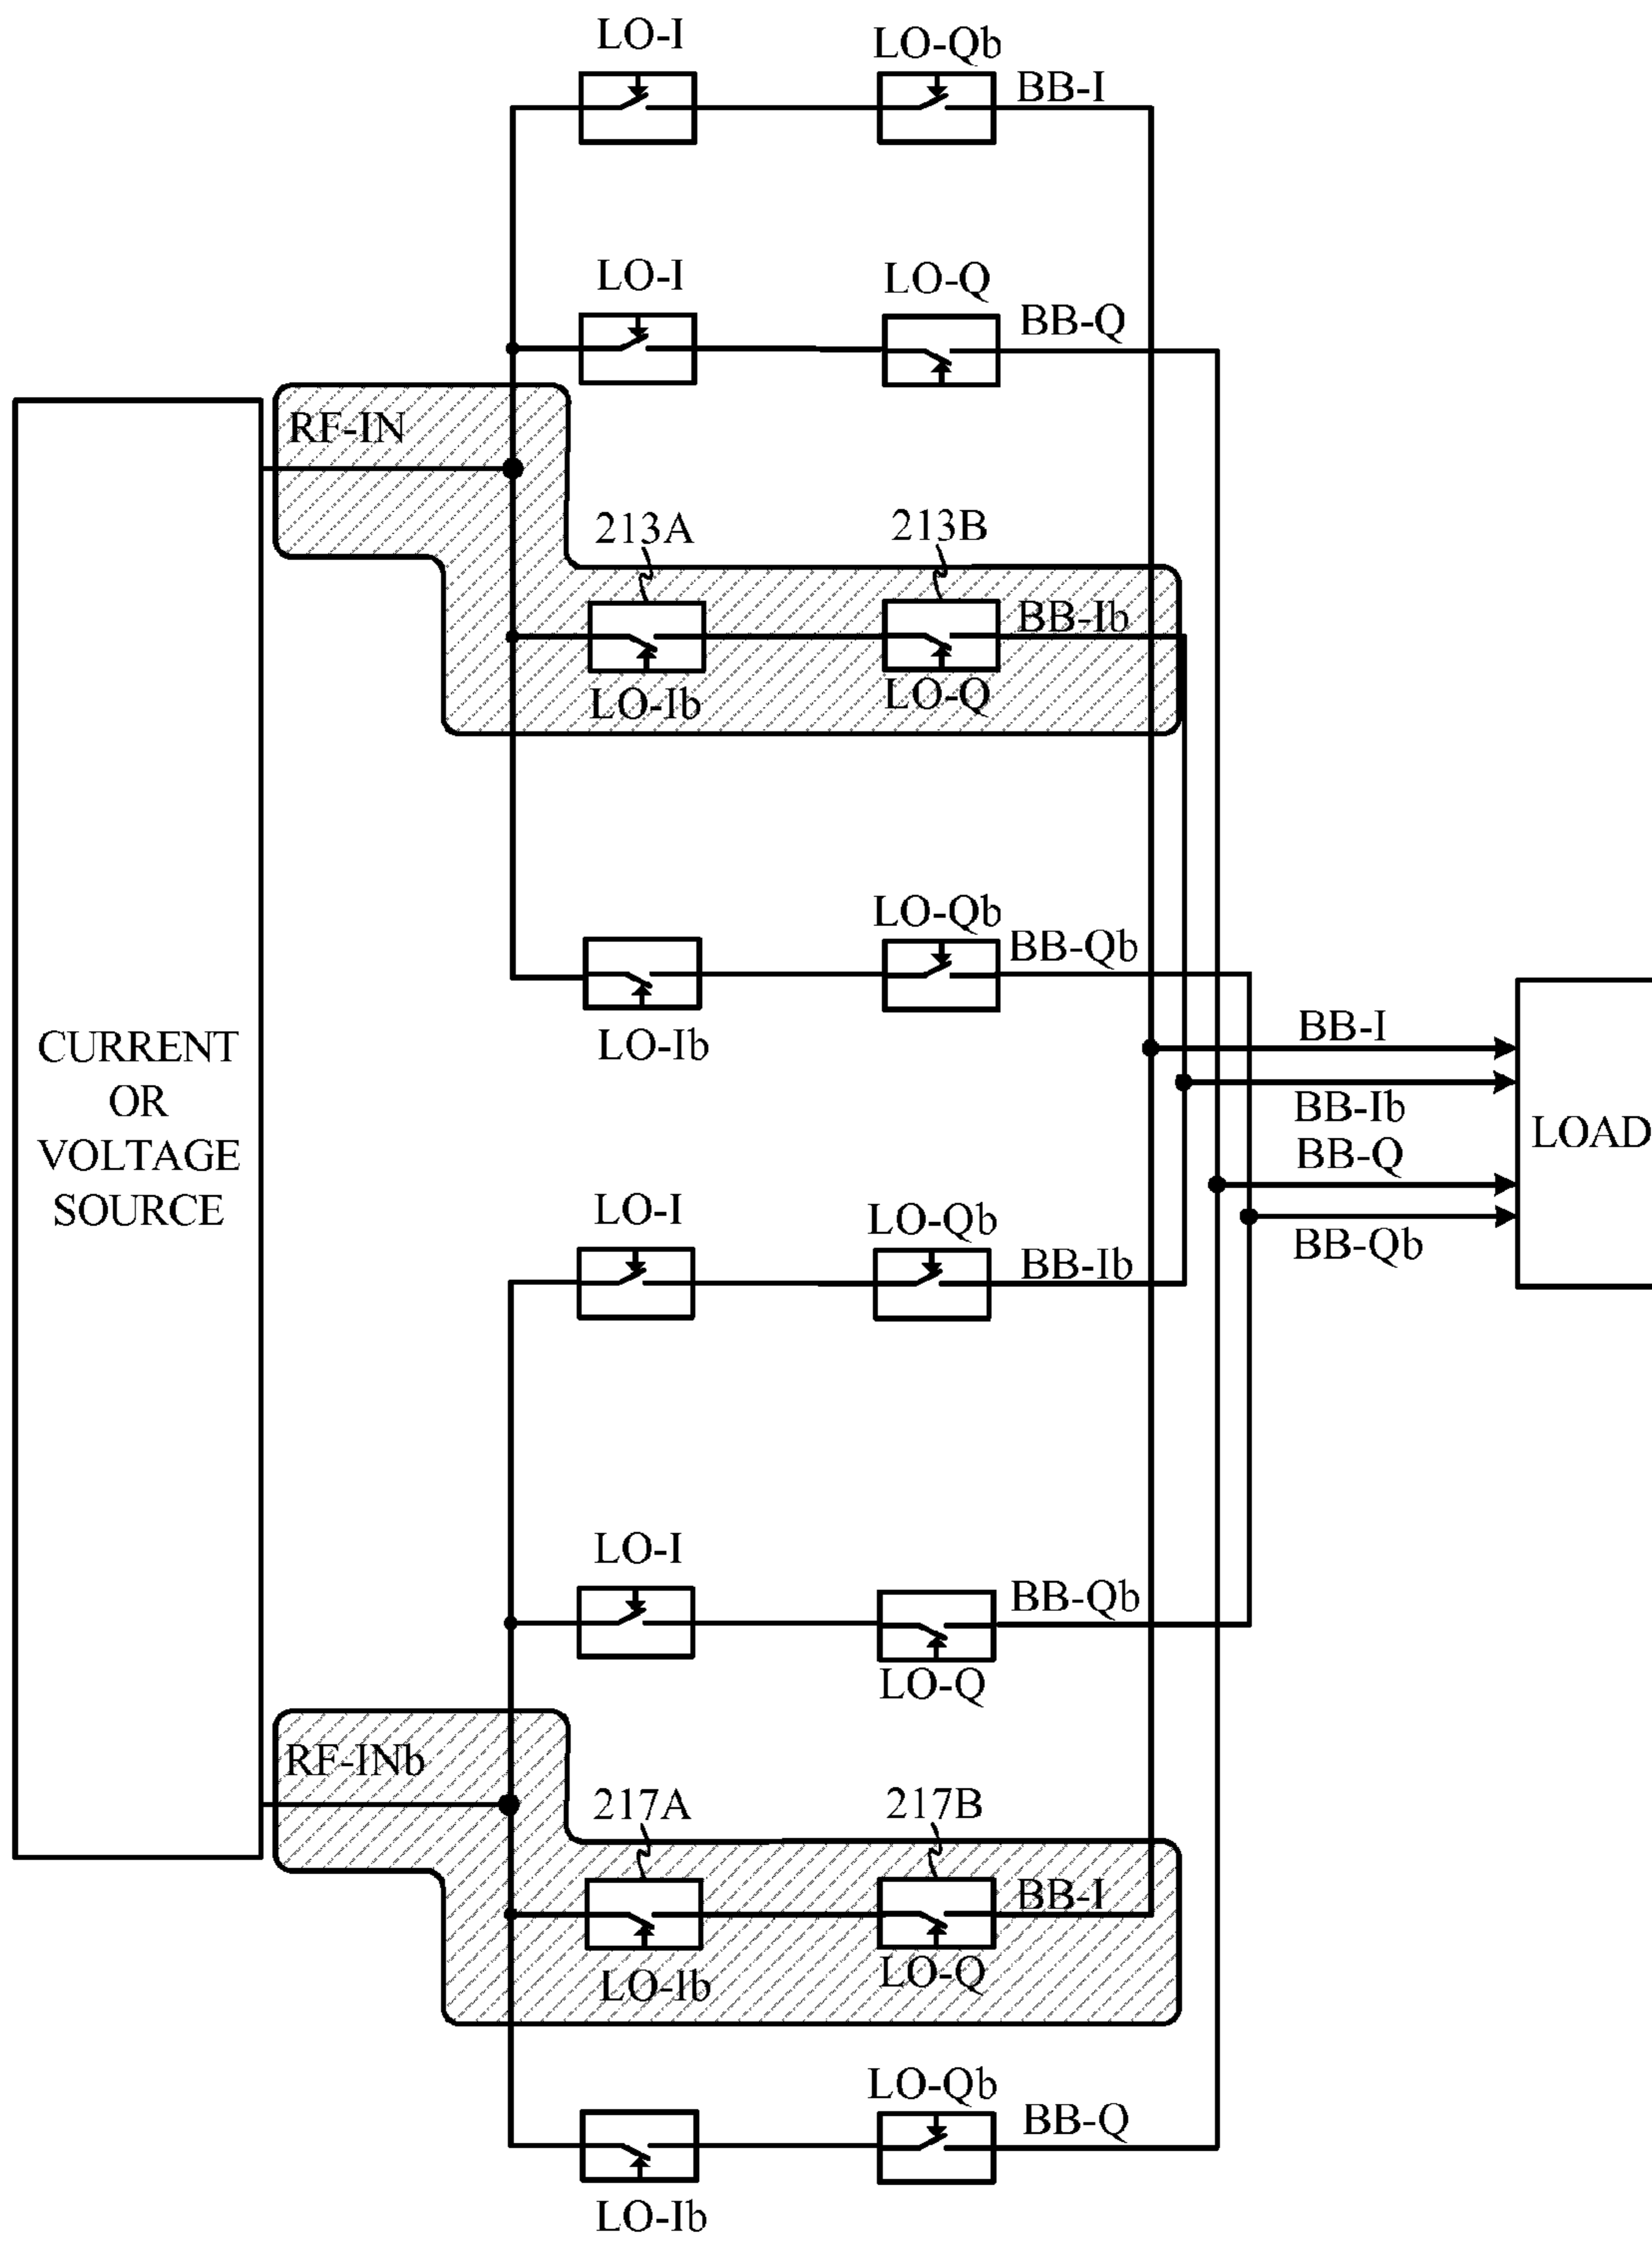 LO-I
LO-Qb
BB-I
LO-I
LO-Q
BB-Q
RF-IN
213A
213B
BB-Ib
LO-Ib
LO-Q
LO-Qb
BB-Qb
LO-Ib
CURRENT
OR
VOLTAGE
SOURCE
BB-I
BB-Ib
BB-Q
BB-Qb
LOAD
LO-I
LO-Qb
BB-Ib
LO-I
BB-Qb
LO-Q
RF-INb
217A
217B
BB-I
LO-Ib
LO-Q
LO-Qb
BB-Q
LO-Ib